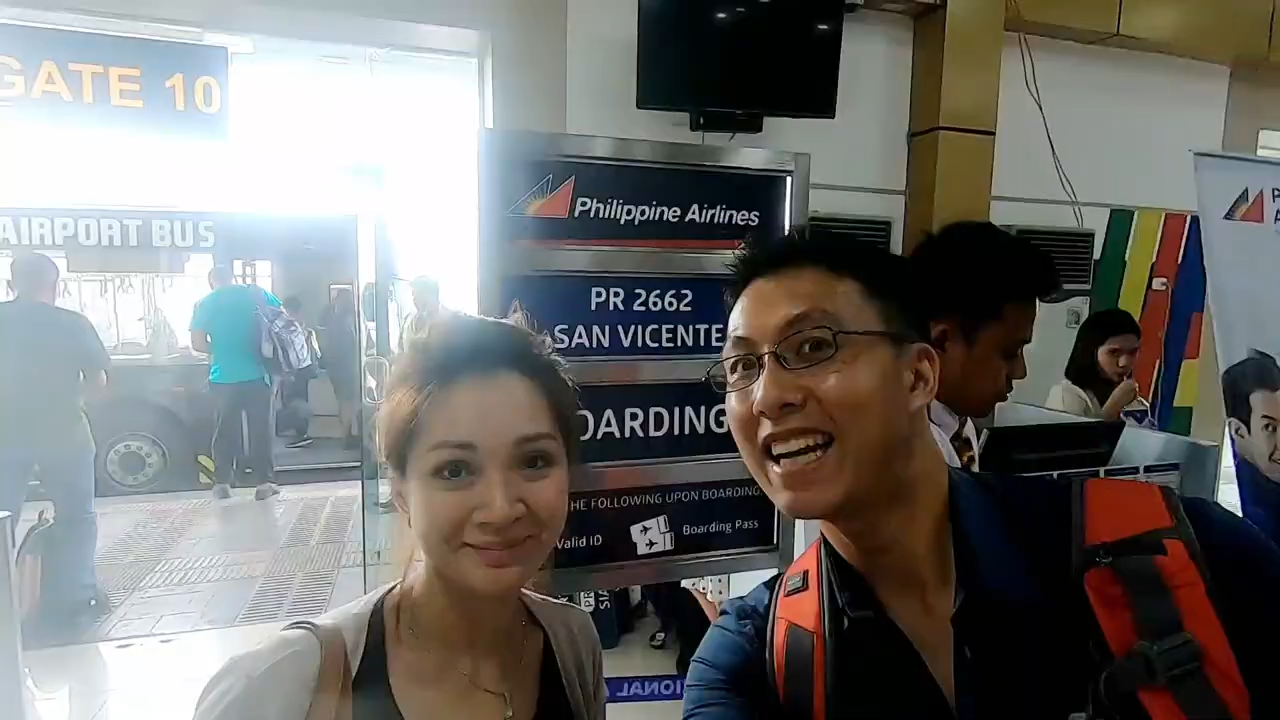 GATE 10
AIRPORT BUS
Philippine Airlines
PR 2662
SAN VICENTE
OARDING
HE FOLLOWING UPON BOARDING
Valid ID
Boarding Pass
IONAL